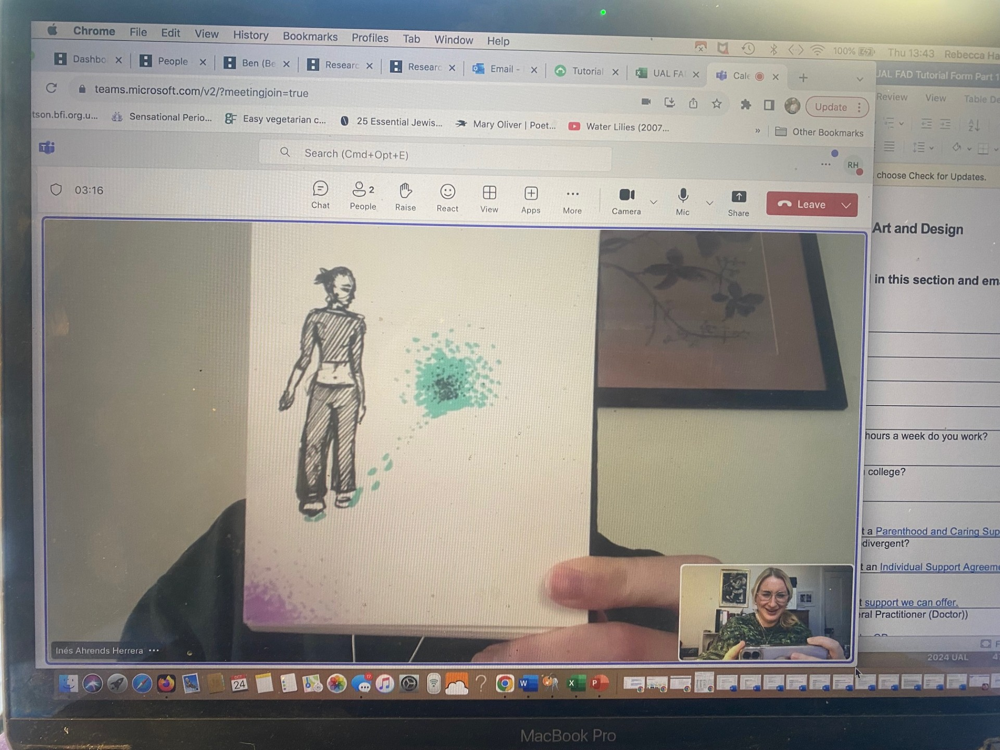 Chrome File Edit View History Bookmarks Profiles Tab Window Help 100% Thu 13:43 Rebecca Ha
Dashbo People Ben (Be Researc Researc Email - Tutorial UAL FA Cale
UAL FAD Tutorial Form Part 1
teams.microsoft.com/v2/?meetingjoin=true
Update
Review View Table De
tson.bfi.org.u... Sensational Perio... gF Easy vegetarian c... 25 Essential Jewis... Mary Oliver | Poet... Water Lilies (2007... » Other Bookmarks
Search (Cmd+Opt+E)
RH
choose Check for Updates.
03:16
2
Chat People Raise React View Apps More Camera Mic Share Leave
Art and Design
in this section and ema
hours a week do you work?
college?
t a Parenthood and Caring Sup
divergent?
t an Individual Support Agreeme
t support we can offer.
eral Practitioner (Doctor))
Inés Ahrends Herrera
2024 UAL
17
OCT
24
W X P
MacBook Pro